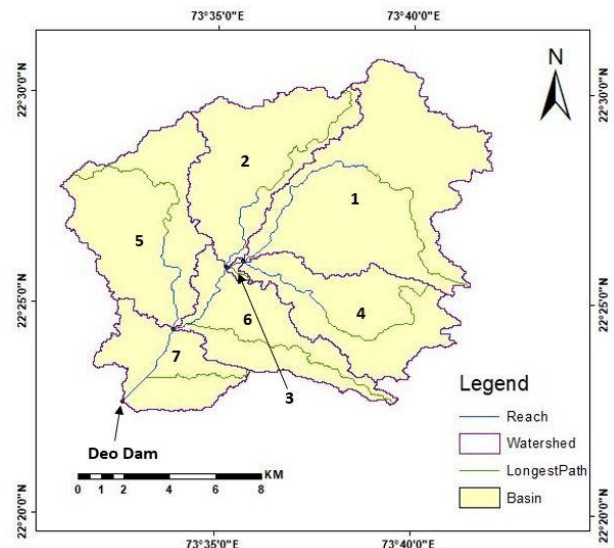 73°35'0"E 73°40'0"E
22°30'0"N 22°30'0"N
N
2
1
5
22°25'0"N 22°25'0"N
6 4
7
3
Deo Dam
0 1 2 4 6 8 KM
Legend
Reach
Watershed
LongestPath
Basin
22°20'0"N 22°20'0"N
73°35'0"E 73°40'0"E